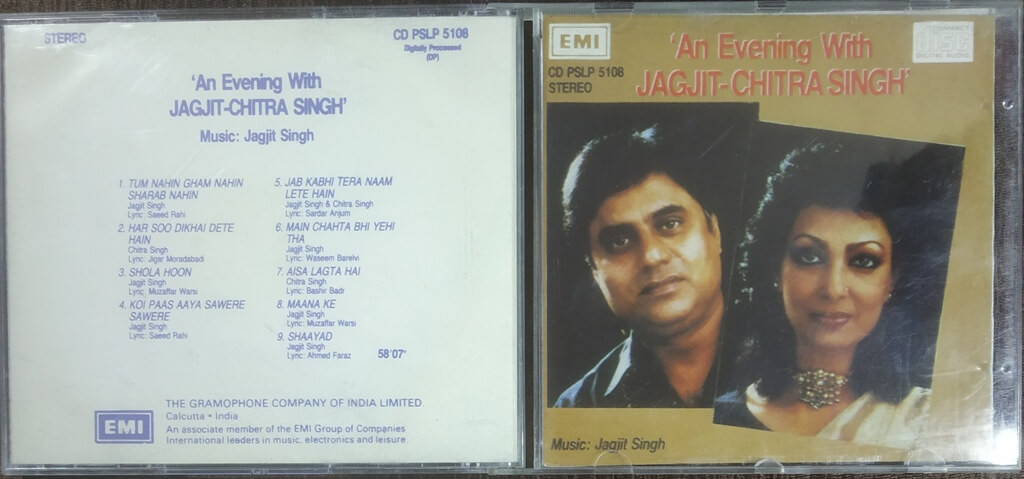 STEREO
CD PSLP 5108
Digitally Processed
(DP)
'An Evening With
JAGJIT-CHITRA SINGH'
Music: Jagjit Singh
1. TUM NAHIN GHAM NAHIN
SHARAB NAHIN
Jagjit Singh
Lyric: Saeed Rahi
2. HAR SOO DIKHAI DETE
HAIN
Chitra Singh
Lyric: Jigar Moradabadi
3. SHOLA HOON
Jagjit Singh
Lyric: Muzaffar Warsi
4. KOI PAAS AAYA SAWERE
SAWERE
Jagjit Singh
Lyric: Saeed Rahi
5. JAB KABHI TERA NAAM
LETE HAIN
Jagjit Singh & Chitra Singh
Lyric: Sardar Anjum
6. MAIN CHAHTA BHI YEHI
THA
Jagjit Singh
Lyric: Waseem Barelvi
7. AISA LAGTA HAI
Chitra Singh
Lyric: Bashir Badr
8. MAANA KE
Jagjit Singh
Lyric: Muzaffar Warsi
9. SHAAYAD
Jagjit Singh
Lyric: Ahmed Faraz
58'07"
EMI
THE GRAMOPHONE COMPANY OF INDIA LIMITED
Calcutta • India
An associate member of the EMI Group of Companies
International leaders in music, electronics and leisure.
EMI
CD PSLP 5108
STEREO
'An Evening With
JAGJIT-CHITRA SINGH'
COMPACT
disc
DIGITAL AUDIO
Music: Jagjit Singh